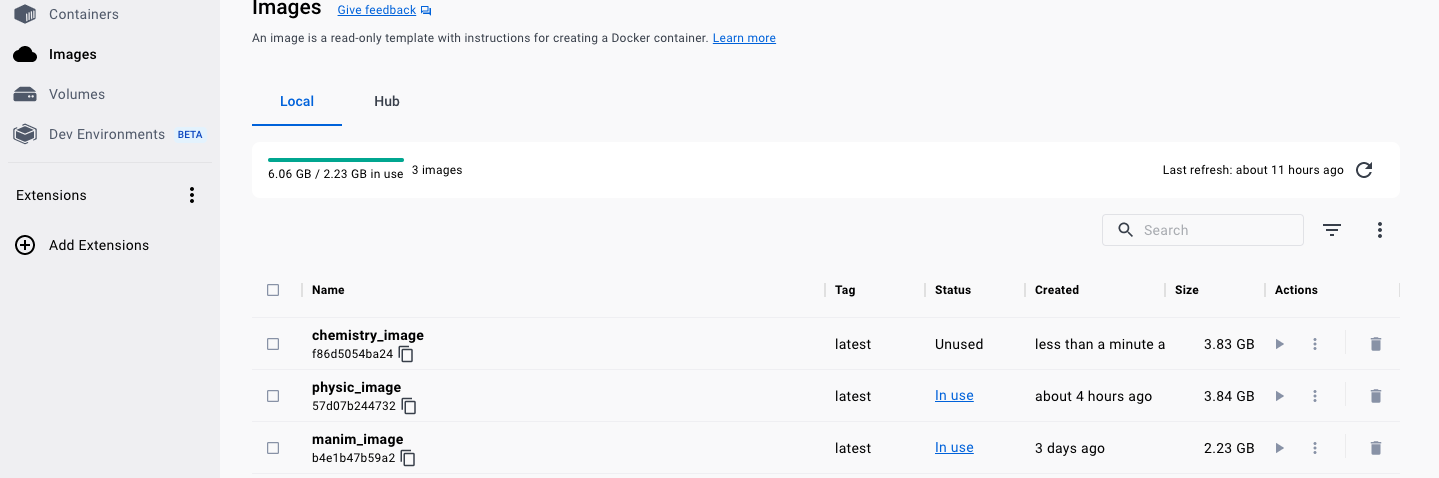 Containers
Images
Volumes
Dev Environments BETA
Extensions
Add Extensions
Images Give feedback
An image is a read-only template with instructions for creating a Docker container. Learn more
Local Hub
6.06 GB / 2.23 GB in use 3 images Last refresh: about 11 hours ago
Search
Name Tag Status Created Size Actions
chemistry_image
f86d5054ba24 latest Unused less than a minute a 3.83 GB
physic_image
57d07b244732 latest In use about 4 hours ago 3.84 GB
manim_image
b4e1b47b59a2 latest In use 3 days ago 2.23 GB